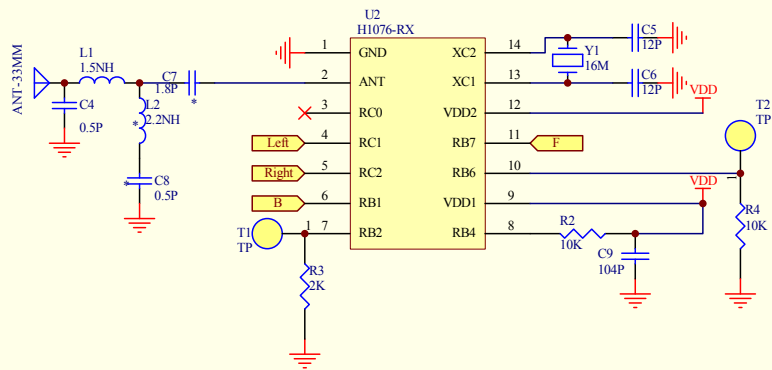 U2
H1076-RX
ANT-33MM
L1
1.5NH
C4
0.5P
C7
1.8P
*
L2
2.2NH
*
C8
*
0.5P
1 GND
2 ANT
3 RC0
4 RC1
5 RC2
6 RB1
7 RB2
XC2 14
XC1 13
VDD2 12
RB7 11
RB6 10
VDD1 9
RB4 8
Left
Right
B
T1
TP
1
R3
2K
C5
12P
Y1
16M
C6
12P
VDD
F
T2
TP
1
VDD
R4
10K
R2
10K
C9
104P